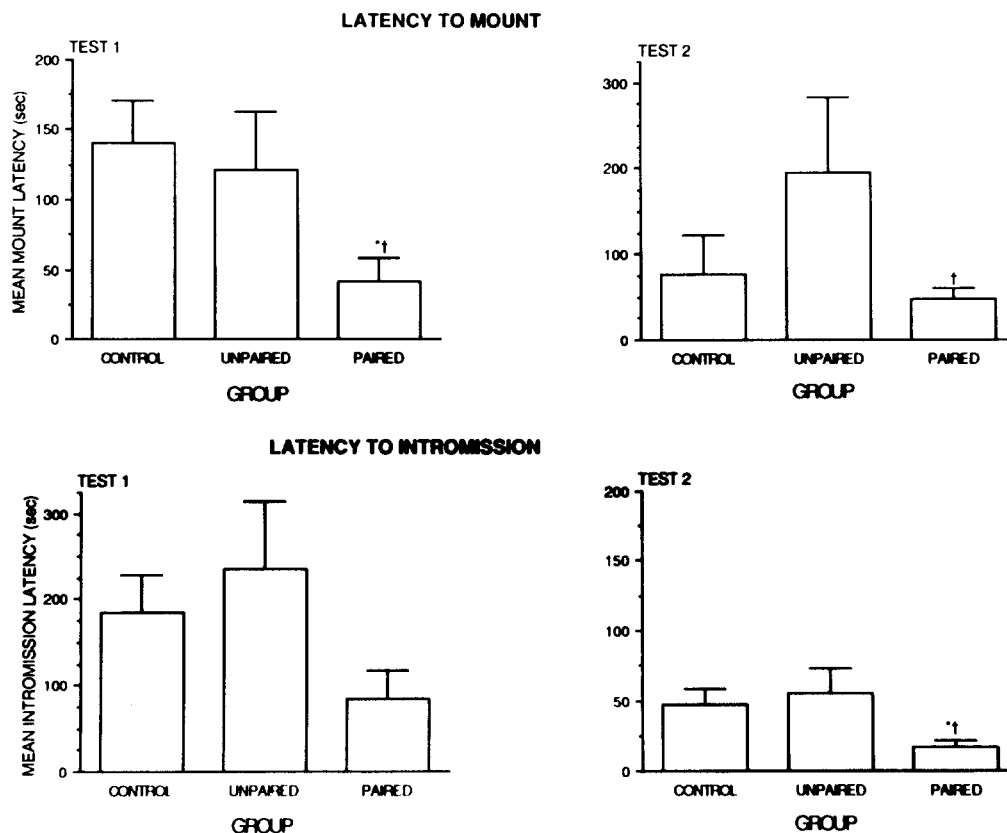 LATENCY TO MOUNT
TEST 1
MEAN MOUNT LATENCY (sec)
200
150
100
50
0
*†
CONTROL UNPAIRED PAIRED
GROUP
TEST 2
300
200
100
0
†
CONTROL UNPAIRED PAIRED
GROUP
LATENCY TO INTROMISSION
TEST 1
MEAN INTROMISSION LATENCY (sec)
300
200
100
0
CONTROL UNPAIRED PAIRED
GROUP
TEST 2
200
150
100
50
0
*†
CONTROL UNPAIRED PAIRED
GROUP